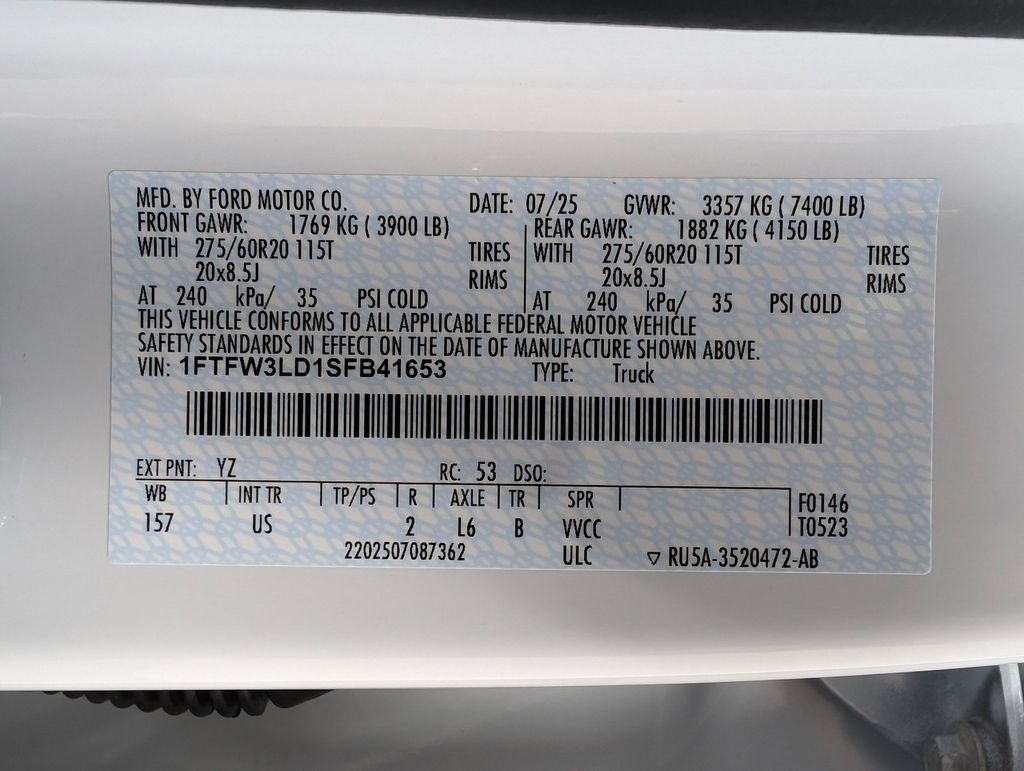 MFD. BY FORD MOTOR CO. DATE: 07/25 GVWR: 3357 KG ( 7400 LB)
FRONT GAWR: 1769 KG ( 3900 LB) REAR GAWR: 1882 KG ( 4150 LB)
WITH 275/60R20 115T TIRES WITH 275/60R20 115T TIRES
20x8.5J RIMS 20x8.5J RIMS
AT 240 kPa/ 35 PSI COLD AT 240 kPa/ 35 PSI COLD
THIS VEHICLE CONFORMS TO ALL APPLICABLE FEDERAL MOTOR VEHICLE
SAFETY STANDARDS IN EFFECT ON THE DATE OF MANUFACTURE SHOWN ABOVE.
VIN: 1FTFW3LD1SFB41653 TYPE: Truck
EXT PNT: YZ RC: 53 DSO:
WB INT TR TP/PS R AXLE TR SPR F0146
157 US 2 L6 B VVCC T0523
2202507087362 ULC ▽ RU5A-3520472-AB